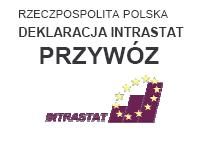 RZECZPOSPOLITA POLSKA
DEKLARACJA INTRASTAT
PRZYWÓZ
INTRASTAT